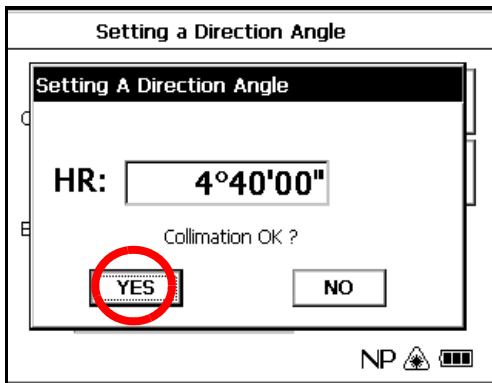 Setting a Direction Angle
Setting A Direction Angle
HR: 4°40'00"
Collimation OK ?
YES NO
NP